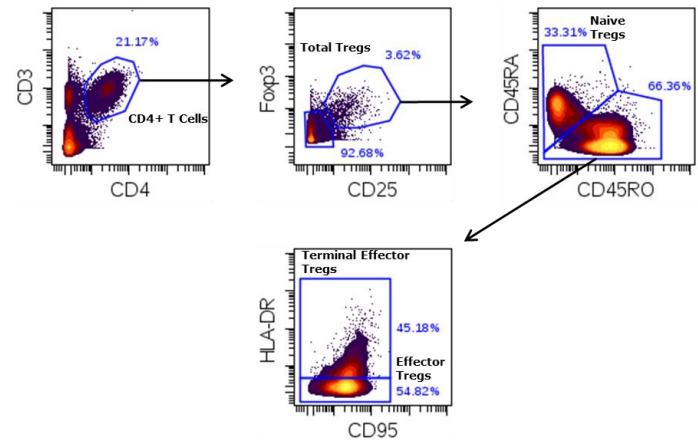 21.17%
CD3
CD4+ T Cells
CD4
Total Tregs
3.62%
Foxp3
92.68%
CD25
Naive
Tregs
33.31%
66.36%
CD45RA
CD45RO
Terminal Effector
Tregs
HLA-DR
45.18%
Effector
Tregs
54.82%
CD95